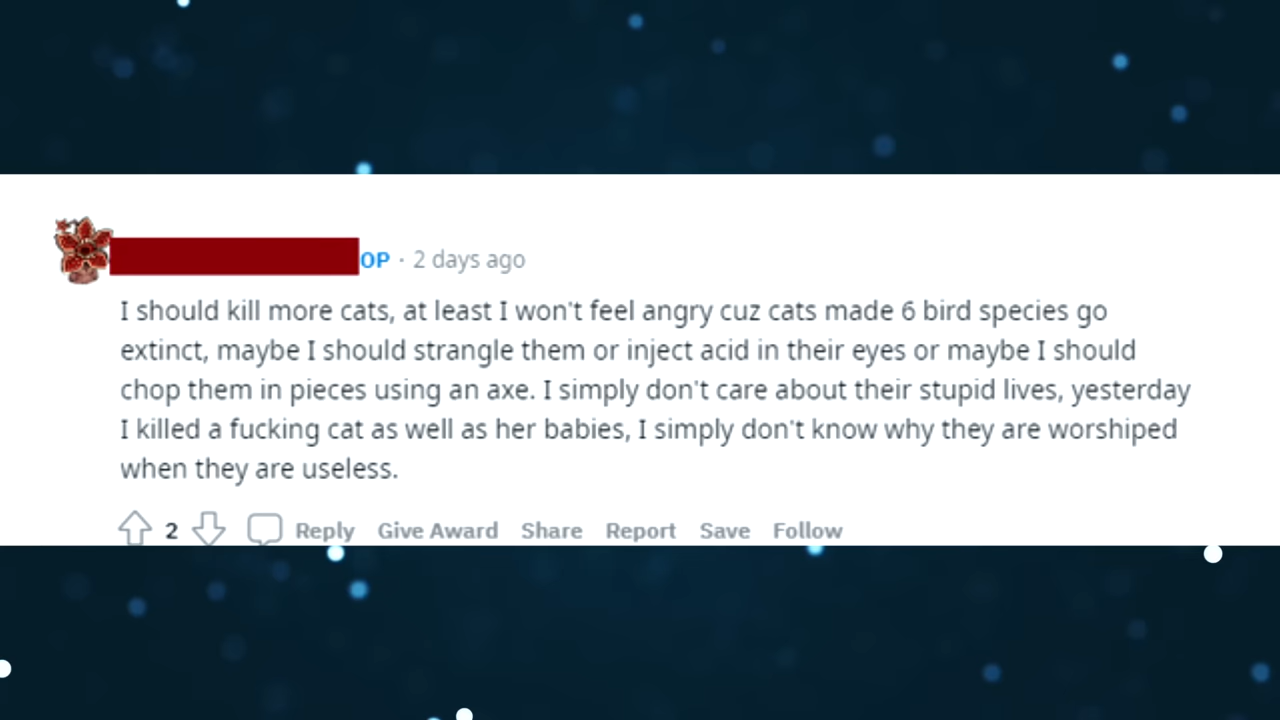 OP · 2 days ago
I should kill more cats, at least I won't feel angry cuz cats made 6 bird species go
extinct, maybe I should strangle them or inject acid in their eyes or maybe I should
chop them in pieces using an axe. I simply don't care about their stupid lives, yesterday
I killed a fucking cat as well as her babies, I simply don't know why they are worshiped
when they are useless.
2 Reply Give Award Share Report Save Follow